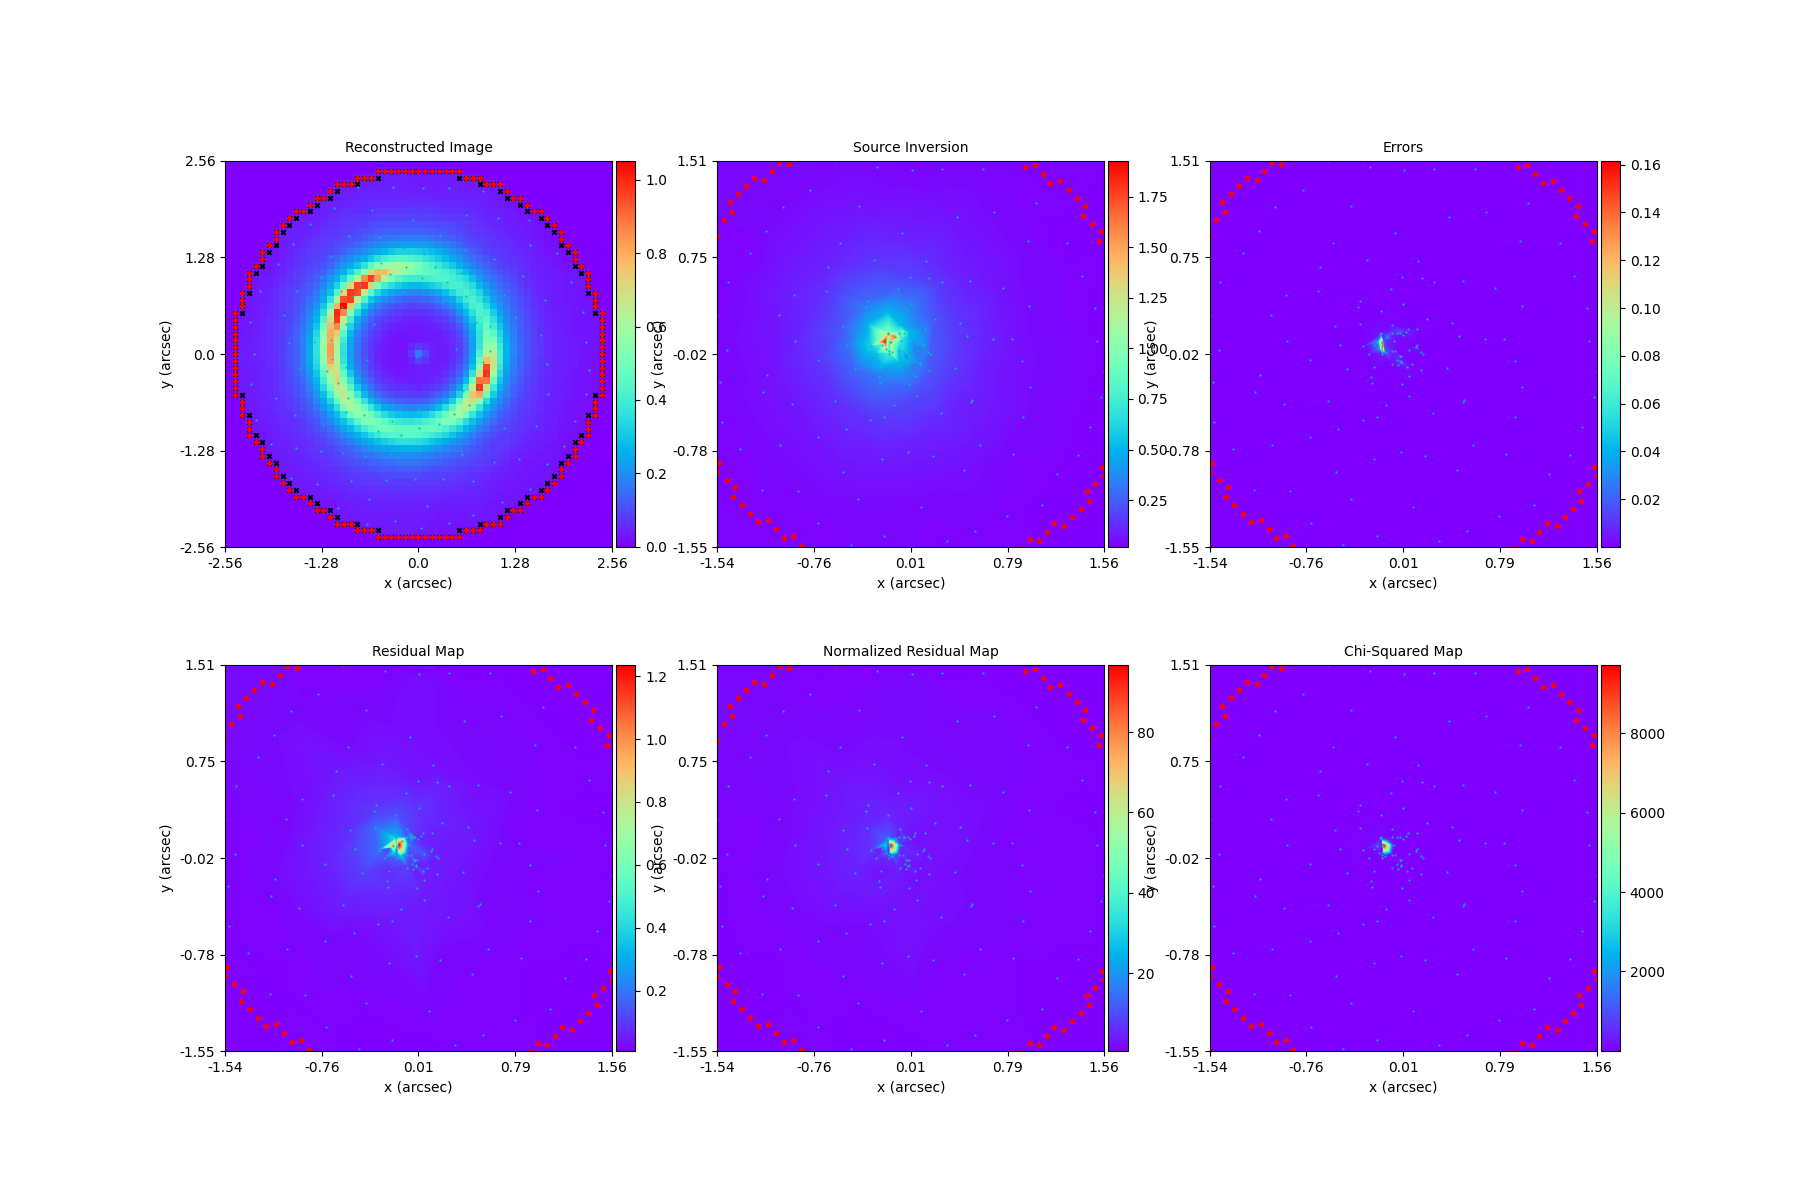 Reconstructed Image
2.56
1.28
0.0
-1.28
-2.56
y (arcsec)
-2.56 -1.28 0.0 1.28 2.56
x (arcsec)
1.0
0.8
0.6
0.4
0.2
0.0
Source Inversion
1.51
0.75
-0.02
-0.78
-1.55
y (arcsec)
-1.54 -0.76 0.01 0.79 1.56
x (arcsec)
1.75
1.50
1.25
1.00
0.75
0.50
0.25
Errors
1.51
0.75
-0.02
-0.78
-1.55
y (arcsec)
-1.54 -0.76 0.01 0.79 1.56
x (arcsec)
0.16
0.14
0.12
0.10
0.08
0.06
0.04
0.02
Residual Map
1.51
0.75
-0.02
-0.78
-1.55
y (arcsec)
-1.54 -0.76 0.01 0.79 1.56
x (arcsec)
1.2
1.0
0.8
0.6
0.4
0.2
Normalized Residual Map
1.51
0.75
-0.02
-0.78
-1.55
y (arcsec)
-1.54 -0.76 0.01 0.79 1.56
x (arcsec)
80
60
40
20
Chi-Squared Map
1.51
0.75
-0.02
-0.78
-1.55
y (arcsec)
-1.54 -0.76 0.01 0.79 1.56
x (arcsec)
8000
6000
4000
2000